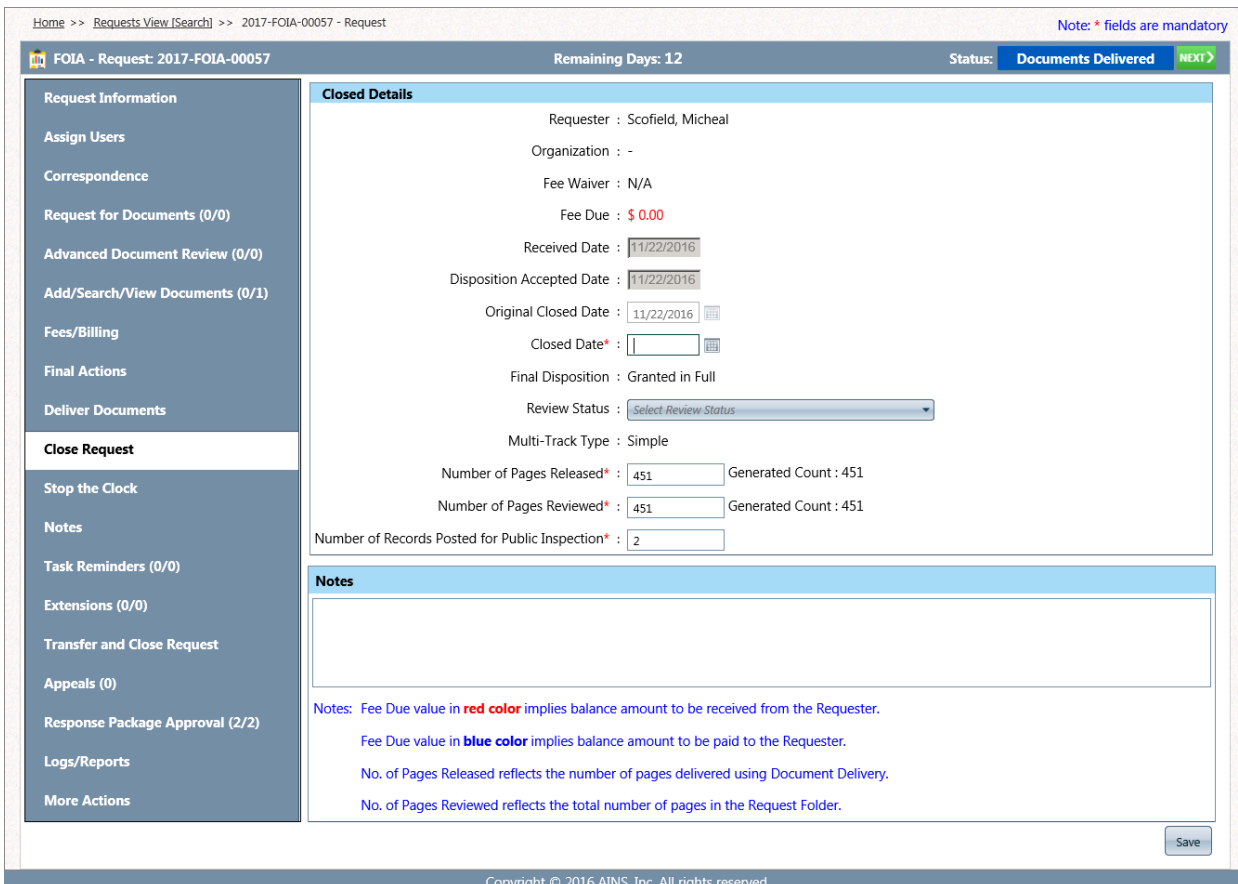 Home >> Requests View [Search] >> 2017-FOIA-00057 - Request
Note: * fields are mandatory
FOIA - Request: 2017-FOIA-00057 Remaining Days: 12 Status: Documents Delivered NEXT
Request Information
Assign Users
Correspondence
Request for Documents (0/0)
Advanced Document Review (0/0)
Add/Search/View Documents (0/1)
Fees/Billing
Final Actions
Deliver Documents
Close Request
Stop the Clock
Notes
Task Reminders (0/0)
Extensions (0/0)
Transfer and Close Request
Appeals (0)
Response Package Approval (2/2)
Logs/Reports
More Actions
Closed Details
Requester : Scofield, Micheal
Organization : -
Fee Waiver : N/A
Fee Due : $ 0.00
Received Date : 11/22/2016
Disposition Accepted Date : 11/22/2016
Original Closed Date : 11/22/2016
Closed Date* :
Final Disposition : Granted in Full
Review Status : Select Review Status
Multi-Track Type : Simple
Number of Pages Released* : 451 Generated Count : 451
Number of Pages Reviewed* : 451 Generated Count : 451
Number of Records Posted for Public Inspection* : 2
Notes
Notes: Fee Due value in red color implies balance amount to be received from the Requester.
Fee Due value in blue color implies balance amount to be paid to the Requester.
No. of Pages Released reflects the number of pages delivered using Document Delivery.
No. of Pages Reviewed reflects the total number of pages in the Request Folder.
Save
Copyright © 2016 AINS, Inc. All rights reserved